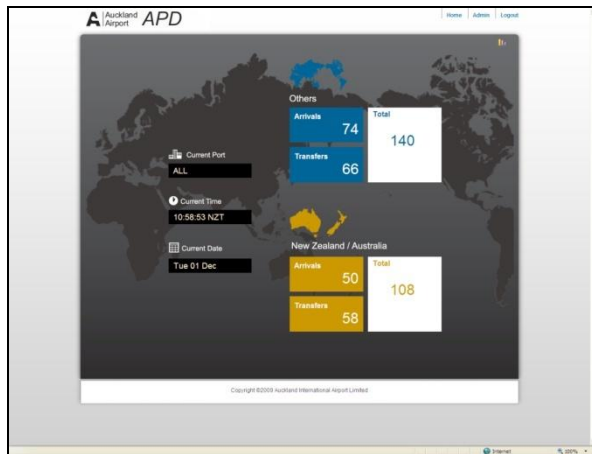 Auckland
Airport APD
Home Admin Logout
Others
Arrivals
74
Transfers
66
Total
140
Current Port
ALL
Current Time
10:58:53 NZT
Current Date
Tue 01 Dec
New Zealand / Australia
Arrivals
50
Transfers
58
Total
108
Copyright ©2009 Auckland International Airport Limited
Internet
100%